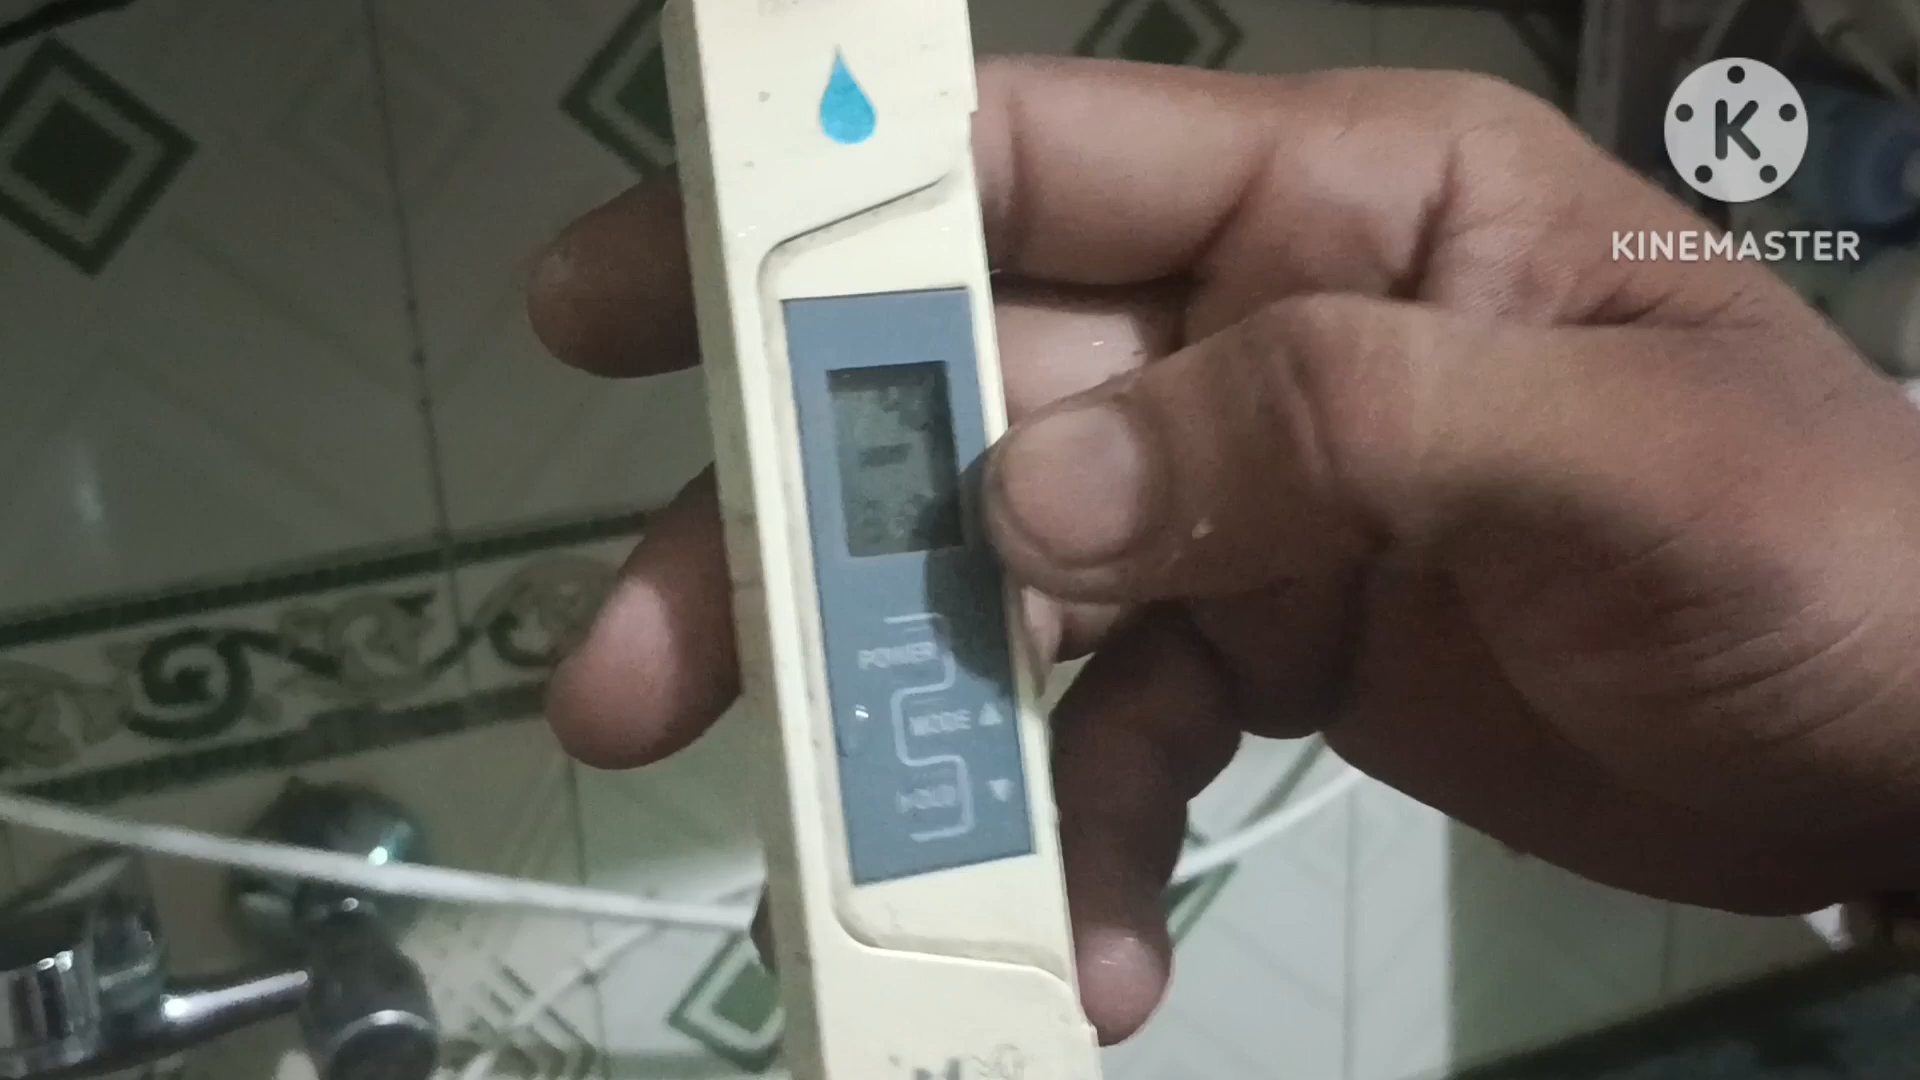 K
KINEMASTER
POWER
MODE ▲
HOLD ▼